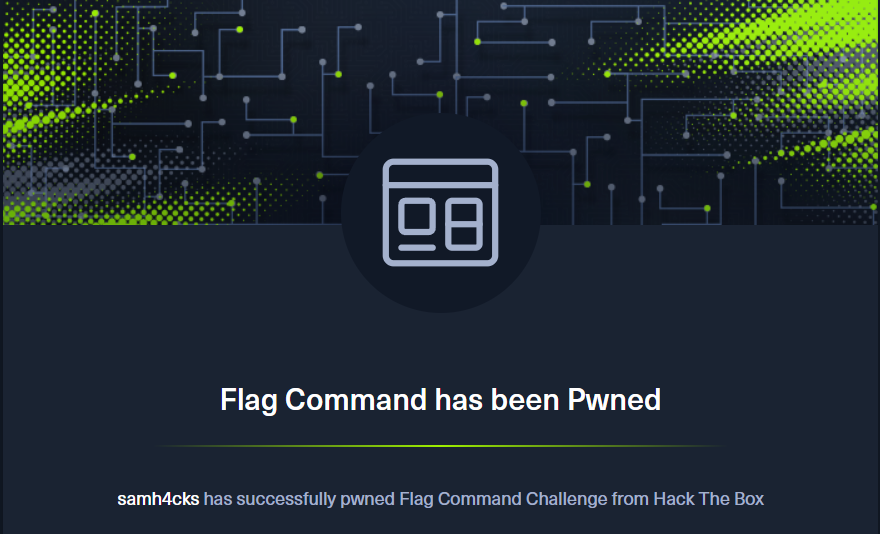 Flag Command has been Pwned
samh4cks has successfully pwned Flag Command Challenge from Hack The Box